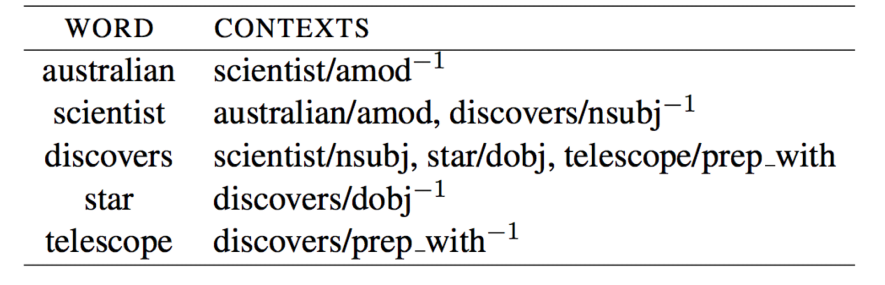 WORD CONTEXTS
australian scientist/amod⁻¹
scientist australian/amod, discovers/nsubj⁻¹
discovers scientist/nsubj, star/dobj, telescope/prep_with
star discovers/dobj⁻¹
telescope discovers/prep_with⁻¹